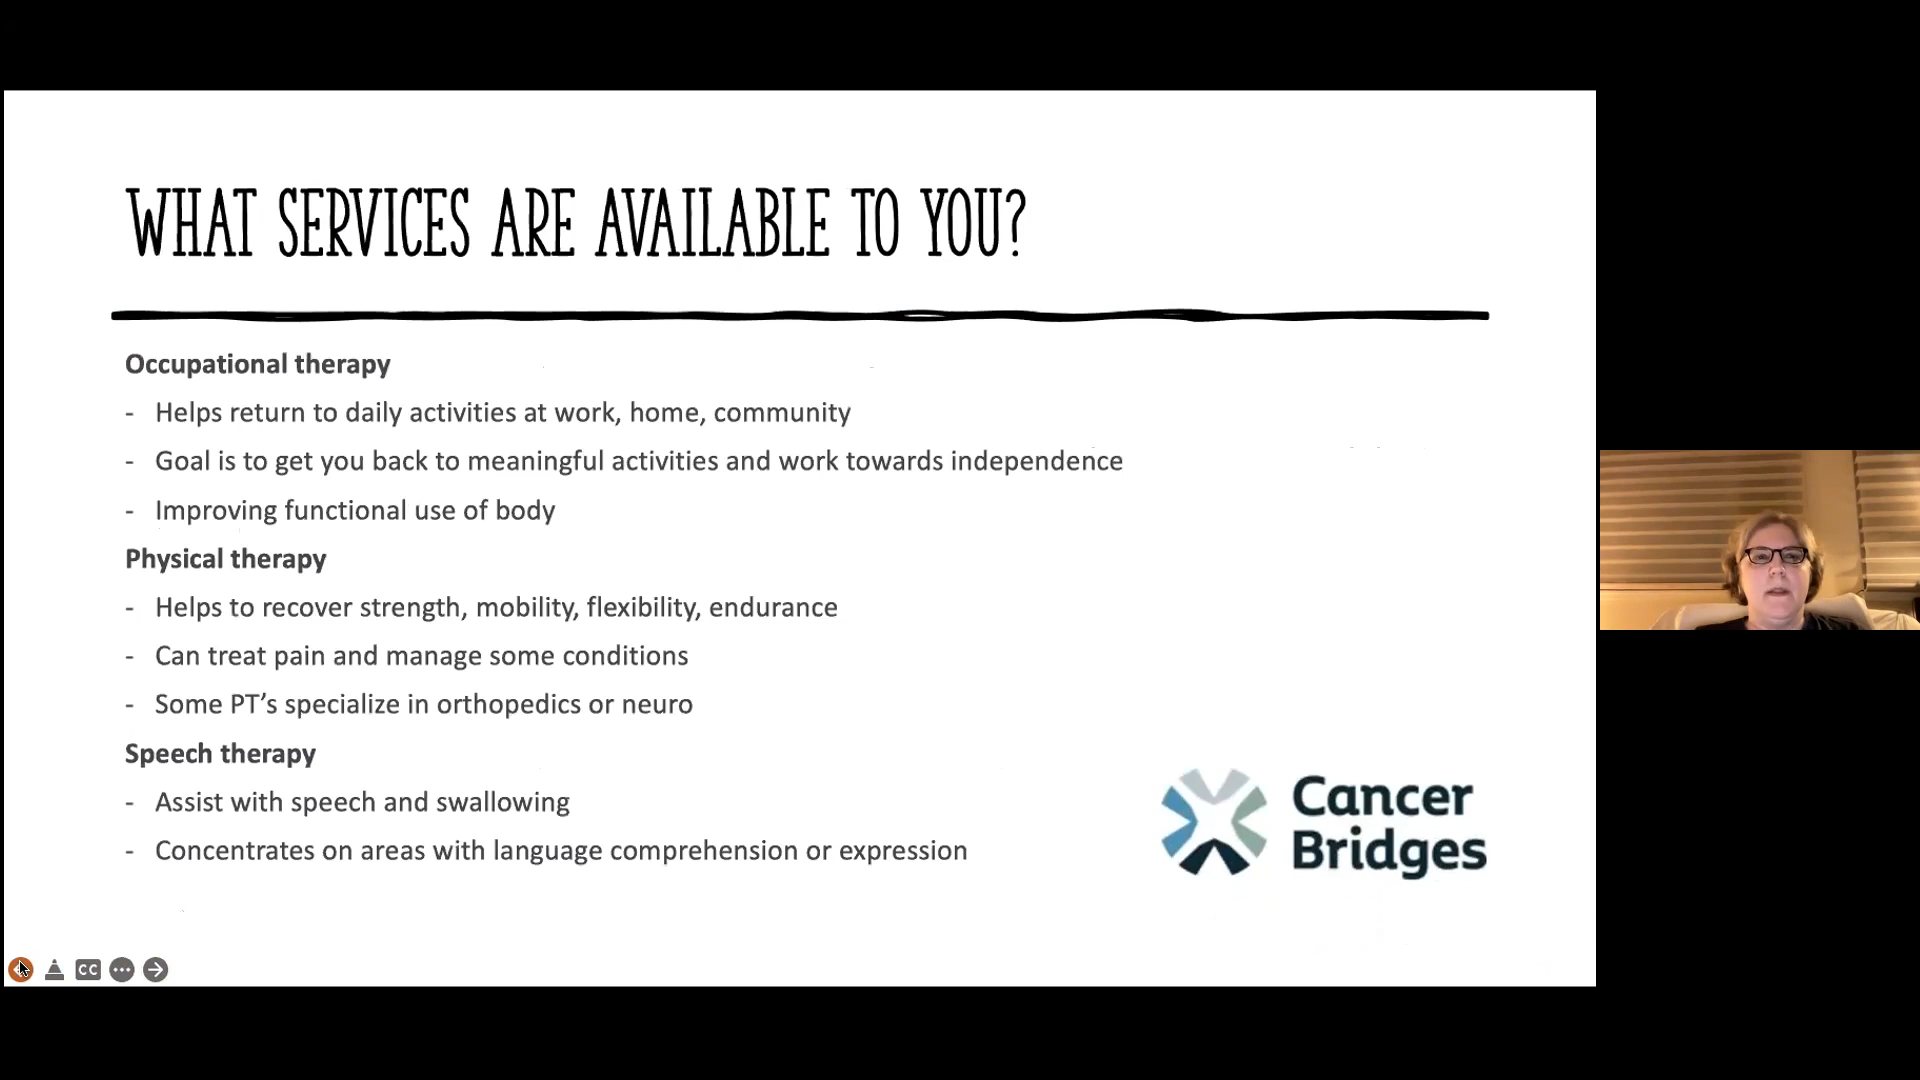 WHAT SERVICES ARE AVAILABLE TO YOU?
Occupational therapy
- Helps return to daily activities at work, home, community
- Goal is to get you back to meaningful activities and work towards independence
- Improving functional use of body
Physical therapy
- Helps to recover strength, mobility, flexibility, endurance
- Can treat pain and manage some conditions
- Some PT’s specialize in orthopedics or neuro
Speech therapy
- Assist with speech and swallowing
- Concentrates on areas with language comprehension or expression
Cancer
Bridges
CC